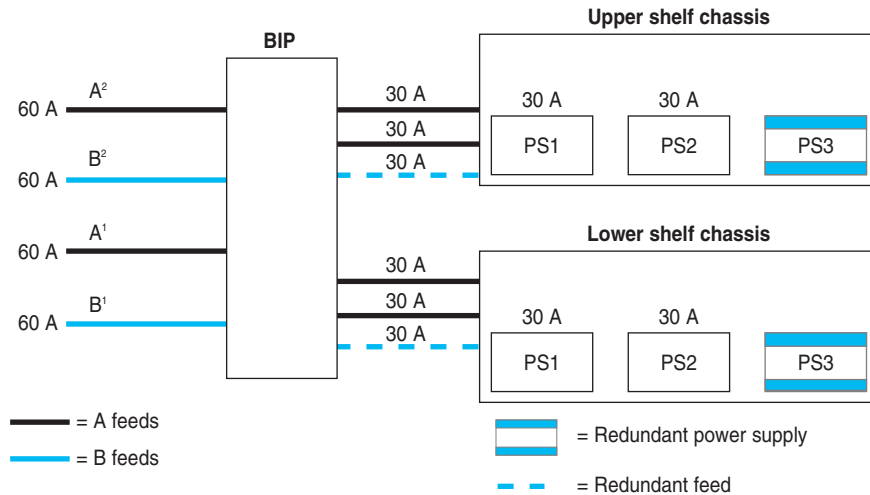 Upper shelf chassis
BIP
A²
60 A
30 A
30 A
30 A
30 A
30 A
PS1
PS2
PS3
B²
60 A
A¹
60 A
Lower shelf chassis
30 A
30 A
30 A
30 A
30 A
PS1
PS2
PS3
B¹
60 A
= A feeds
= B feeds
= Redundant power supply
= Redundant feed